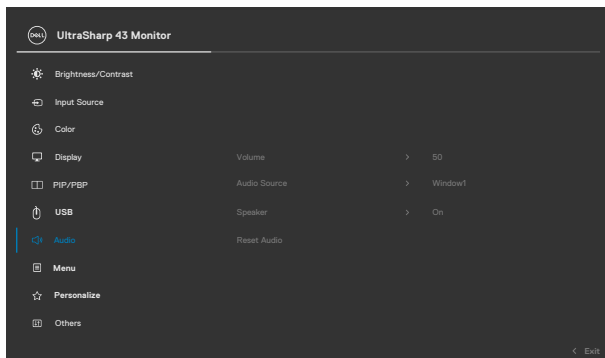 DELL UltraSharp 43 Monitor
Brightness/Contrast
Input Source
Color
Display Volume > 50
PIP/PBP Audio Source > Window1
USB Speaker > On
Audio Reset Audio
Menu
Personalize
Others
< Exit